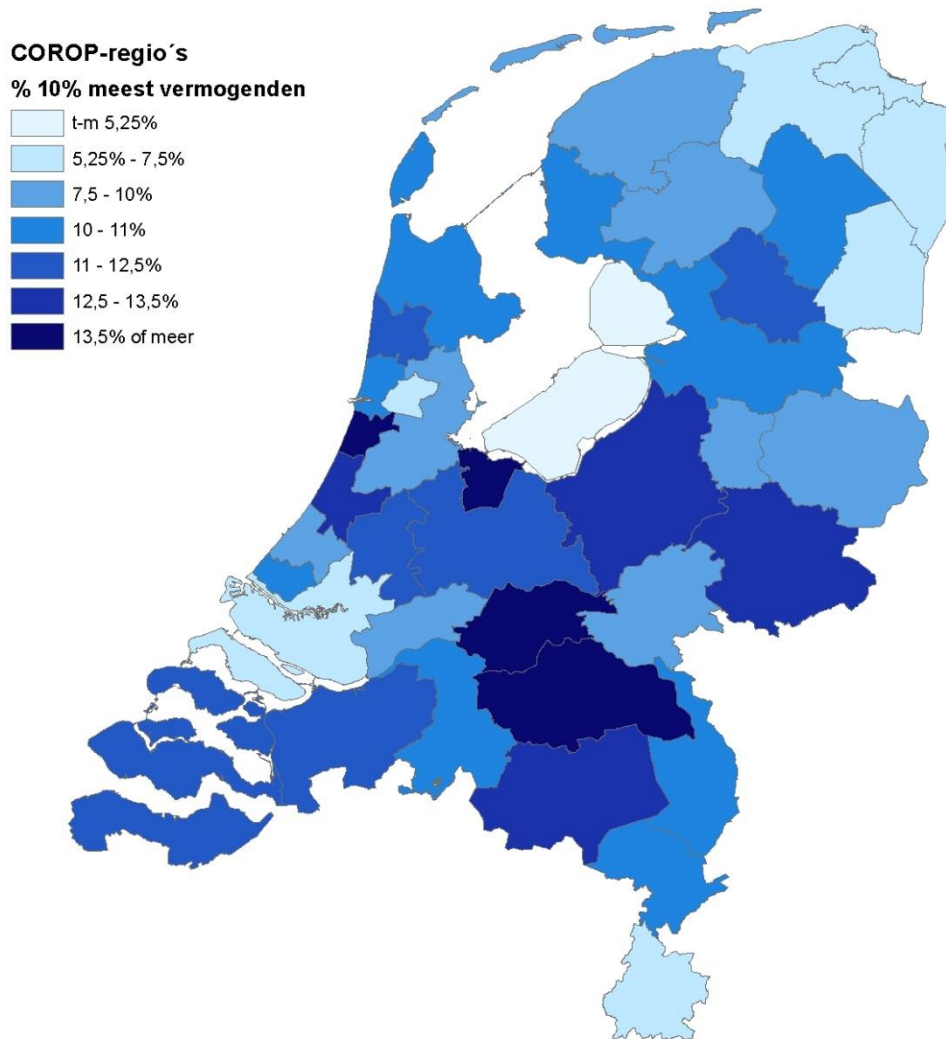 COROP-regio´s
% 10% meest vermogenden
t-m 5,25%
5,25% - 7,5%
7,5 - 10%
10 - 11%
11 - 12,5%
12,5 - 13,5%
13,5% of meer